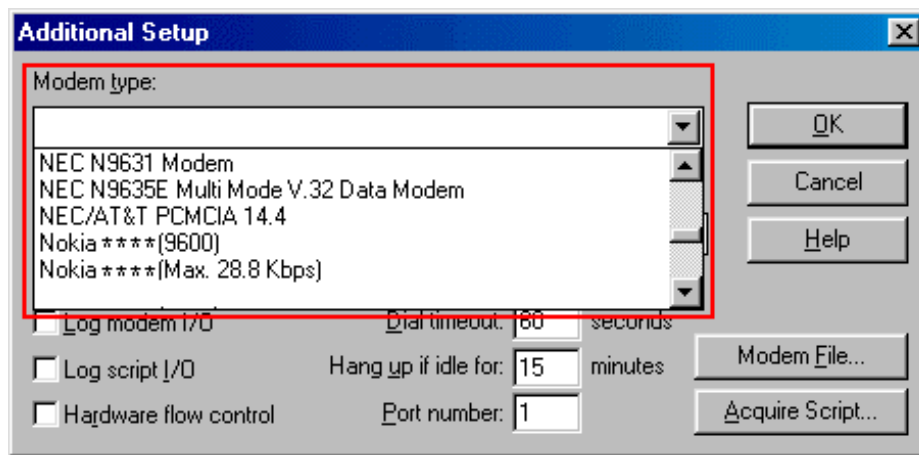 Additional Setup
Modem type:
OK
NEC N9631 Modem
NEC N9635E Multi Mode V.32 Data Modem
Cancel
NEC/AT&T PCMCIA 14.4
Nokia ****(9600)
Help
Nokia ****(Max. 28.8 Kbps)
Log modem I/O Dial timeout: 60 seconds
Log script I/O Hang up if idle for: 15 minutes
Modem File...
Hardware flow control Port number: 1
Acquire Script...